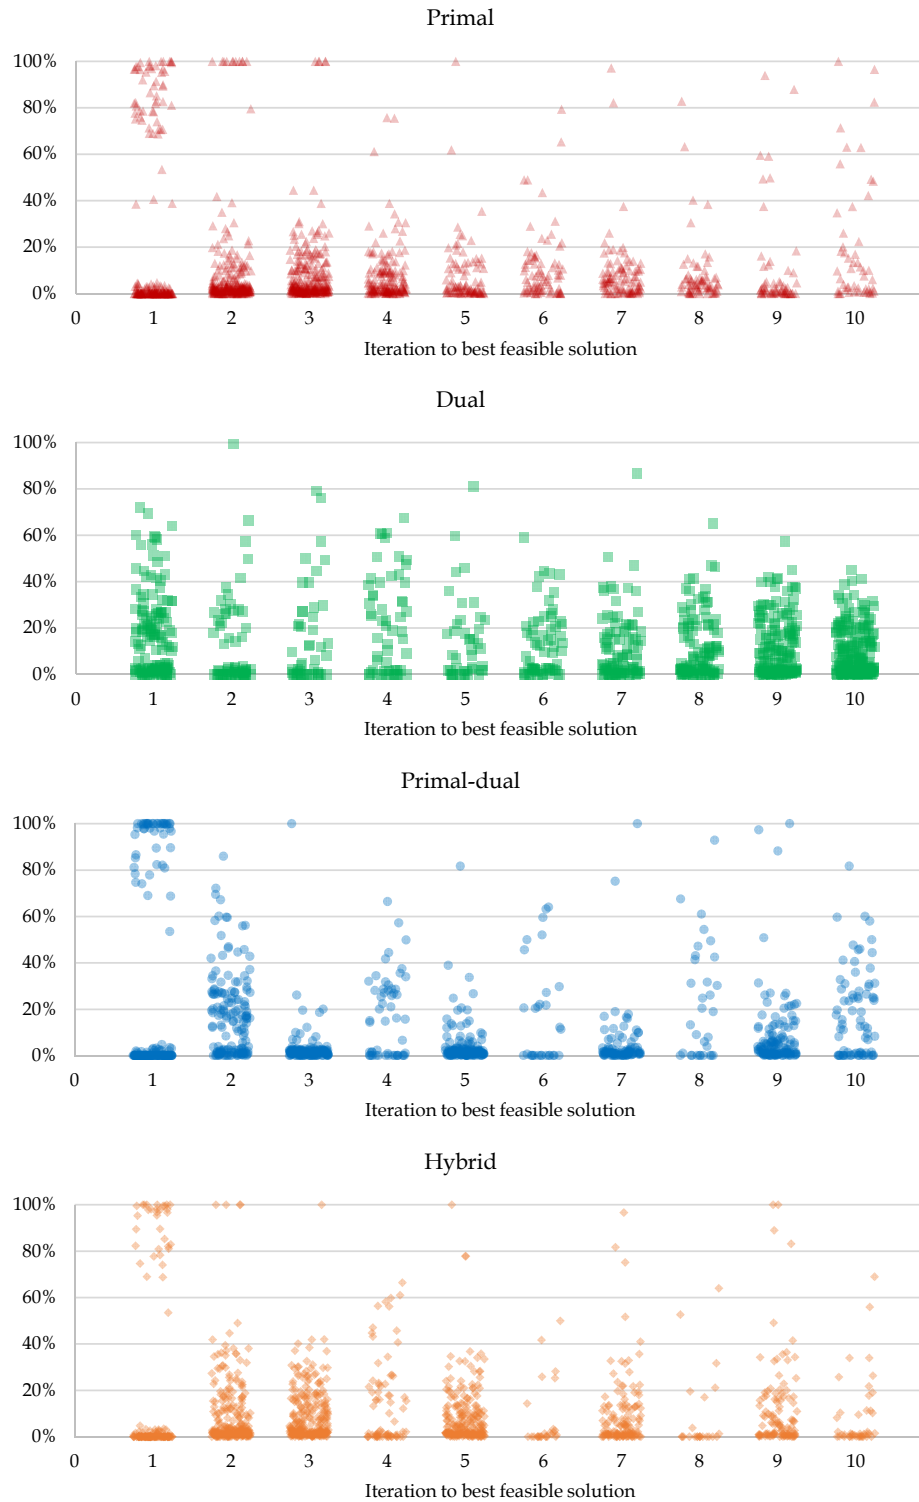 Primal
100%
80%
60%
40%
20%
0%
0 1 2 3 4 5 6 7 8 9 10
Iteration to best feasible solution
Dual
100%
80%
60%
40%
20%
0%
0 1 2 3 4 5 6 7 8 9 10
Iteration to best feasible solution
Primal-dual
100%
80%
60%
40%
20%
0%
0 1 2 3 4 5 6 7 8 9 10
Iteration to best feasible solution
Hybrid
100%
80%
60%
40%
20%
0%
0 1 2 3 4 5 6 7 8 9 10
Iteration to best feasible solution